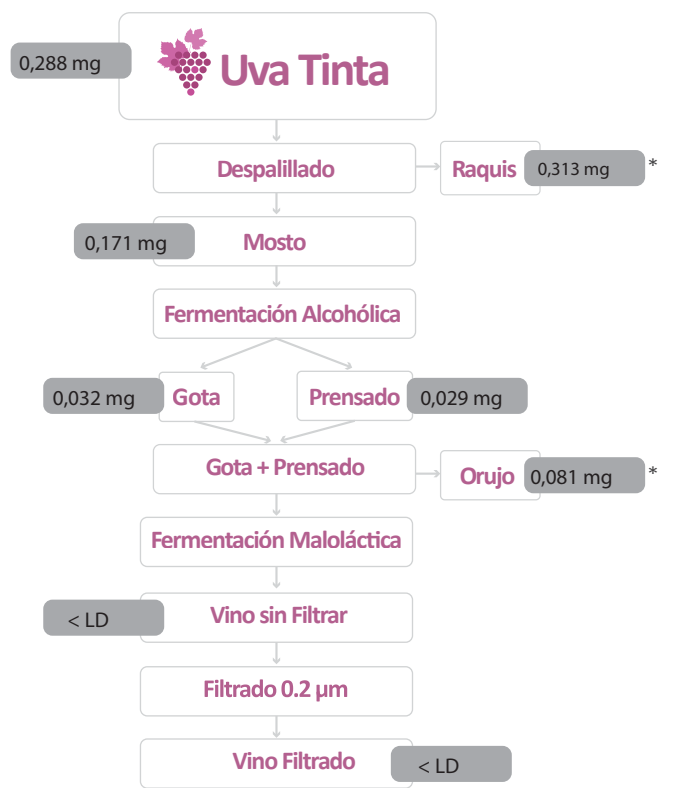 0,288 mg
Uva Tinta
Despalillado
Raquis
0,313 mg
*
0,171 mg
Mosto
Fermentación Alcohólica
0,032 mg
Gota
Prensado
0,029 mg
Gota + Prensado
Orujo
0,081 mg
*
Fermentación Maloláctica
< LD
Vino sin Filtrar
Filtrado 0.2 µm
Vino Filtrado
< LD